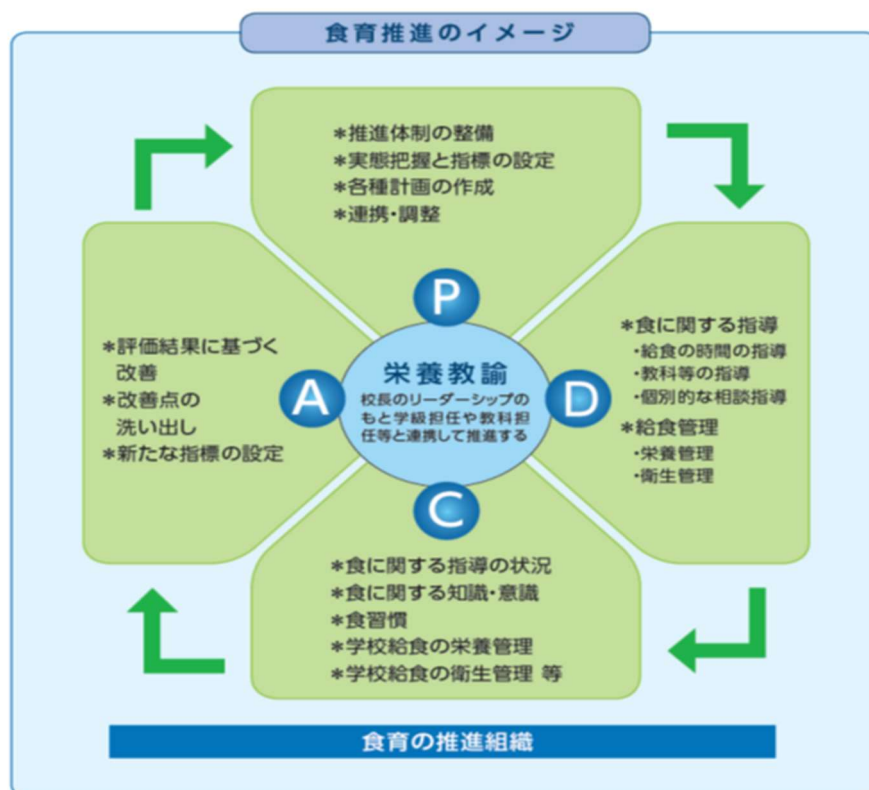 食育推進のイメージ
*推進体制の整備
*実態把握と指標の設定
*各種計画の作成
*連携・調整
P
*評価結果に基づく
改善
*改善点の
洗い出し
*新たな指標の設定
A
栄養教諭
校長のリーダーシップの
もと学級担任や教科担
任等と連携して推進する
D
*食に関する指導
・給食の時間の指導
・教科等の指導
・個別的な相談指導
*給食管理
・栄養管理
・衛生管理
C
*食に関する指導の状況
*食に関する知識・意識
*食習慣
*学校給食の栄養管理
*学校給食の衛生管理 等
食育の推進組織